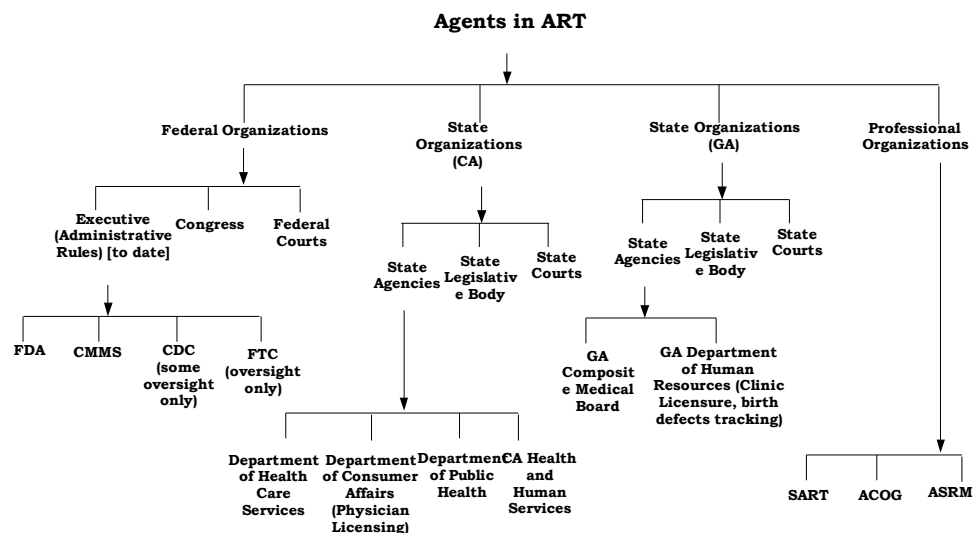 Agents in ART
Federal Organizations
State
Organizations
(CA)
State Organizations
(GA)
Professional
Organizations
Executive
(Administrative
Rules) [to date]
Congress
Federal
Courts
State
Agencies
State
Legislativ
e Body
State
Courts
State
Agencies
State
Legislativ
e Body
State
Courts
FDA
CMMS
CDC
(some
oversight
only)
FTC
(oversight
only)
GA
Composit
e Medical
Board
GA Department
of Human
Resources (Clinic
Licensure, birth
defects tracking)
Department
of Health
Care
Services
Department
of Consumer
Affairs
(Physician
Licensing)
Department
of Public
Health
CA Health
and
Human
Services
SART
ACOG
ASRM